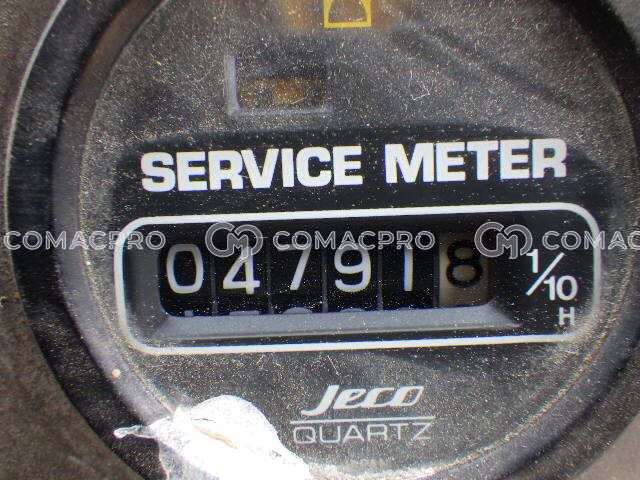 SERVICE METER
COMACPRO COMACPRO COMACPRO
047918 1/10
H
Jeco
QUARTZ